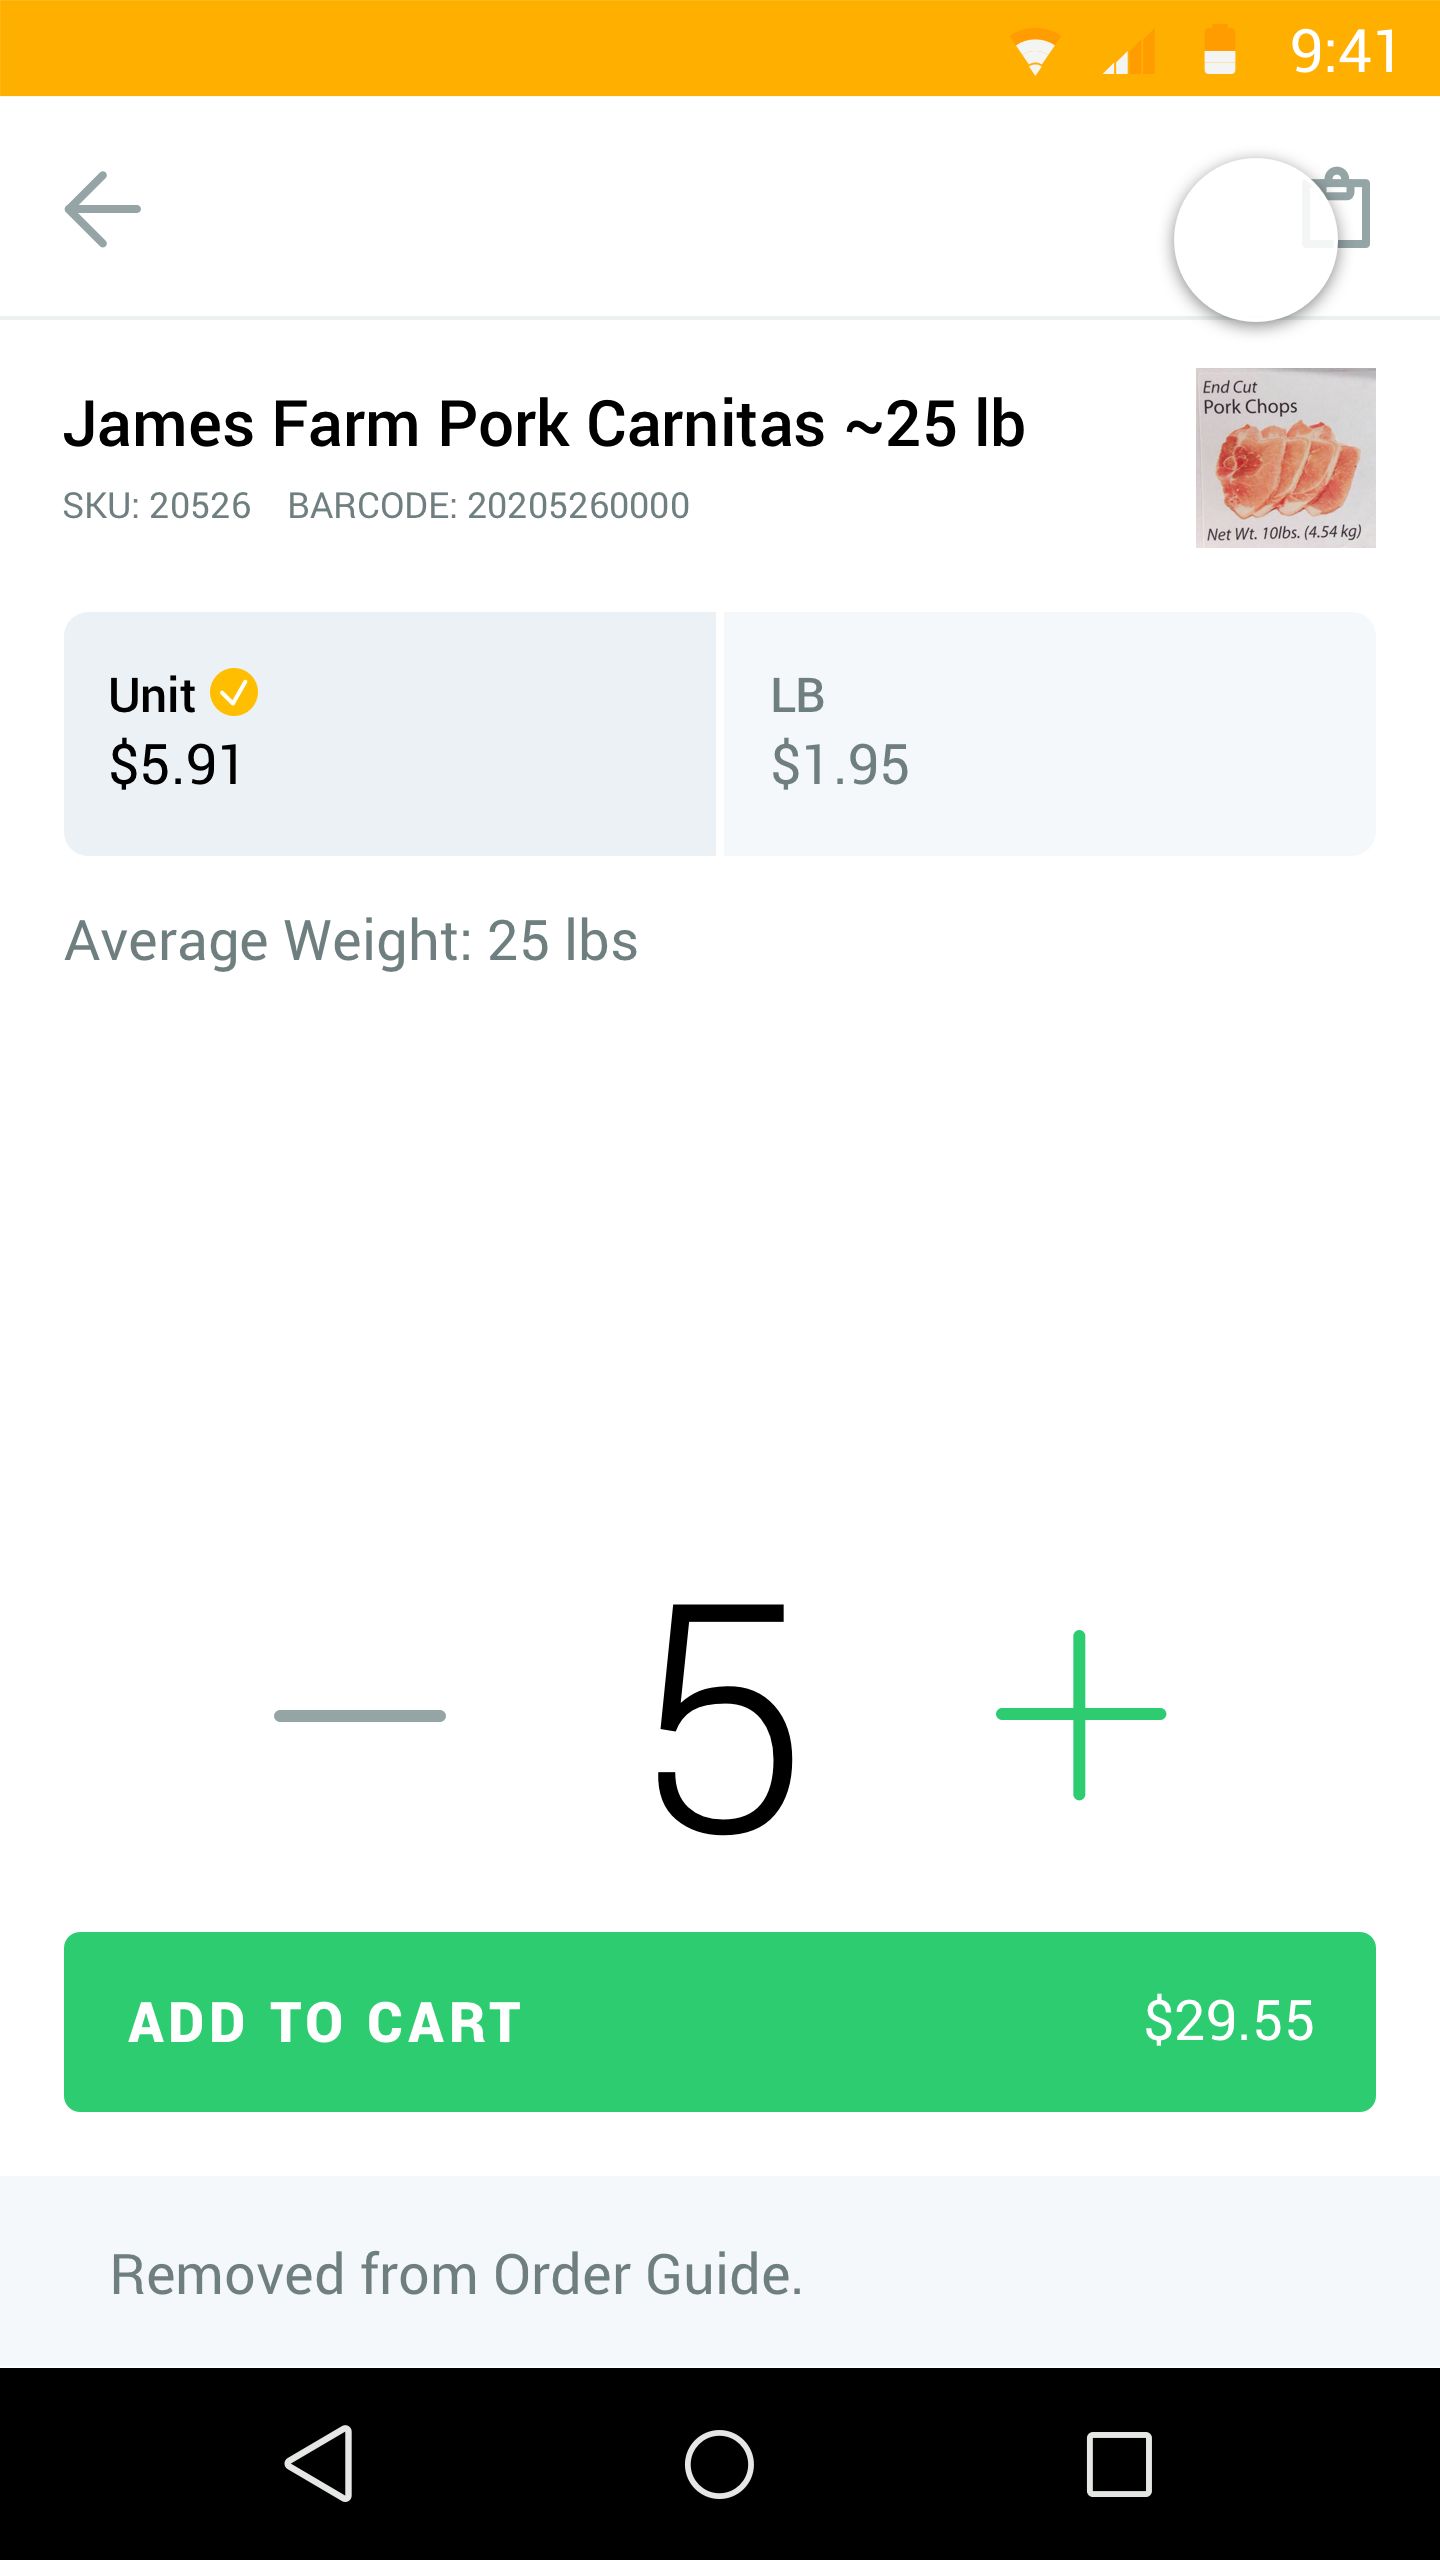 9:41
James Farm Pork Carnitas ~25 lb
SKU: 20526 BARCODE: 20205260000
End Cut
Pork Chops
Net Wt. 10lbs. (4.54 kg)
Unit
$5.91
LB
$1.95
Average Weight: 25 lbs
5
ADD TO CART $29.55
Removed from Order Guide.